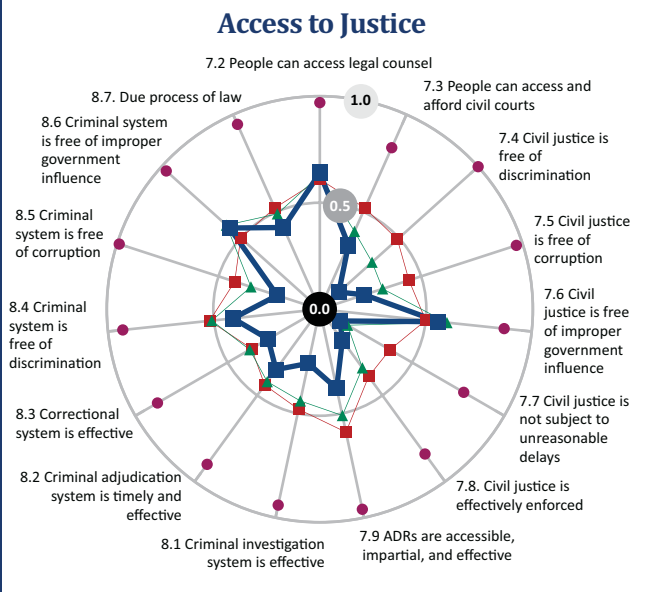 Access to Justice
7.2 People can access legal counsel
7.3 People can access and
afford civil courts
7.4 Civil justice is
free of
discrimination
7.5 Civil justice
is free of
corruption
7.6 Civil
justice is free
of improper
government
influence
7.7 Civil justice is
not subject to
unreasonable
delays
7.8. Civil justice is
effectively enforced
7.9 ADRs are accessible,
impartial, and effective
8.1 Criminal investigation
system is effective
8.2 Criminal adjudication
system is timely and
effective
8.3 Correctional
system is effective
8.4 Criminal
system is
free of
discrimination
8.5 Criminal
system is free
of corruption
8.6 Criminal system
is free of improper
government
influence
8.7. Due process of law
1.0
0.5
0.0